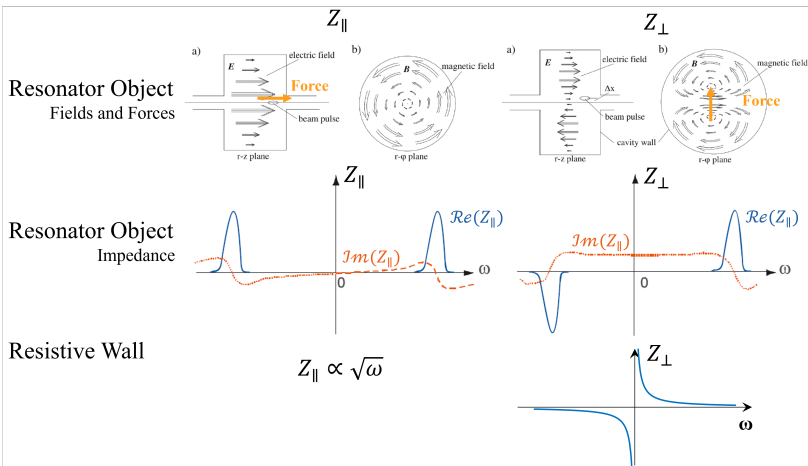 Z∥
Z⊥
a)
b)
a)
b)
E
electric field
B
magnetic field
E
electric field
B
magnetic field
Resonator Object
Fields and Forces
Force
Δx
Force
beam pulse
beam pulse
cavity wall
r-z plane
r-φ plane
r-z plane
r-φ plane
Z∥
Z⊥
Resonator Object
Impedance
Re(Z∥)
Im(Z∥)
ω
0
Im(Z∥)
Re(Z∥)
ω
0
Resistive Wall
Z∥ ∝ √ω
Z⊥
ω